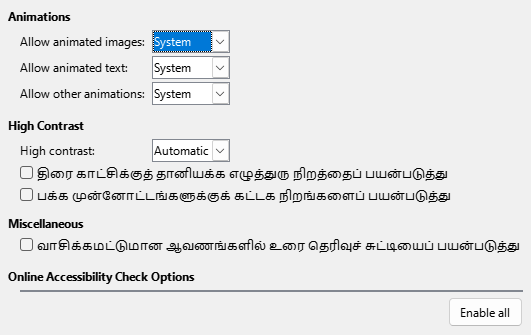 Animations
Allow animated images: System
Allow animated text: System
Allow other animations: System
High Contrast
High contrast: Automatic
திரை காட்சிக்குத் தானியக்க எழுத்துரு நிறத்தைப் பயன்படுத்து
பக்க முன்னோட்டங்களுக்குக் கட்டக நிறங்களைப் பயன்படுத்து
Miscellaneous
வாசிக்கமட்டுமான ஆவணங்களில் உரை தெரிவுச் சுட்டியைப் பயன்படுத்து
Online Accessibility Check Options
Enable all